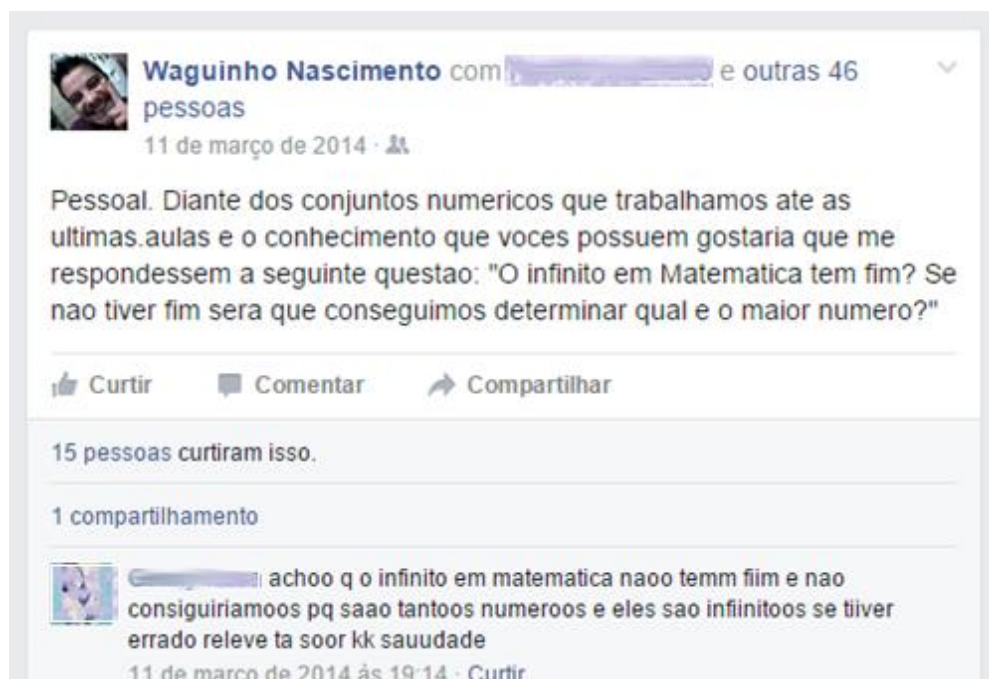 Waguinho Nascimento com e outras 46
pessoas
11 de março de 2014 ·
Pessoal. Diante dos conjuntos numericos que trabalhamos ate as
ultimas.aulas e o conhecimento que voces possuem gostaria que me
respondessem a seguinte questao: "O infinito em Matematica tem fim? Se
nao tiver fim sera que conseguimos determinar qual e o maior numero?"
Curtir Comentar Compartilhar
15 pessoas curtiram isso.
1 compartilhamento
achoo q o infinito em matematica naoo temm fiim e nao
consiguiriamoos pq saao tantoos numeroos e eles sao infiinitoos se tiiver
errado releve ta soor kk sauudade
11 de março de 2014 às 19:14 · Curtir